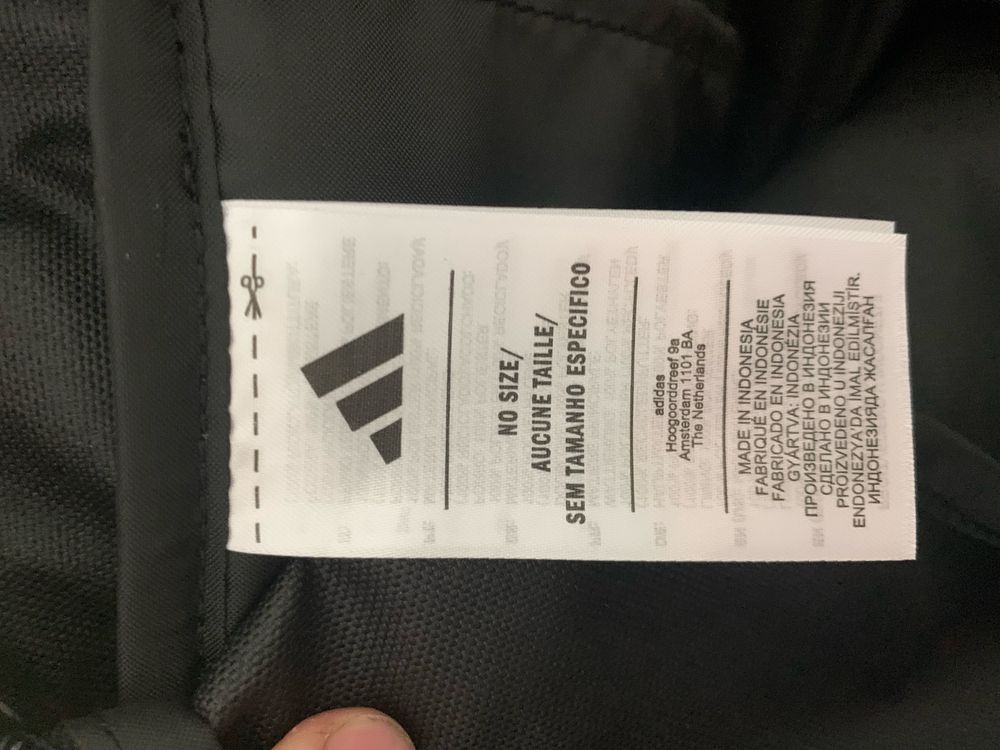 NO SIZE/
AUCUNE TAILLE/
SEM TAMANHO ESPECIFICO
adidas
Hoogoorddreef 9a
Amsterdam 1101 BA
The Netherlands
MADE IN INDONESIA
FABRIQUÉ EN INDONÉSIE
FABRICADO EN INDONESIA
GYÁRTVA: INDONÉZIA
ПРОИЗВЕДЕНО В ИНДОНЕЗИЯ
СДЕЛАНО В ИНДОНЕЗИИ
PROIZVEDENO U INDONEZIJI
ENDONEZYA'DA İMAL EDİLMİŞTİR.
ИНДОНЕЗИЯДА ЖАСАЛҒАН